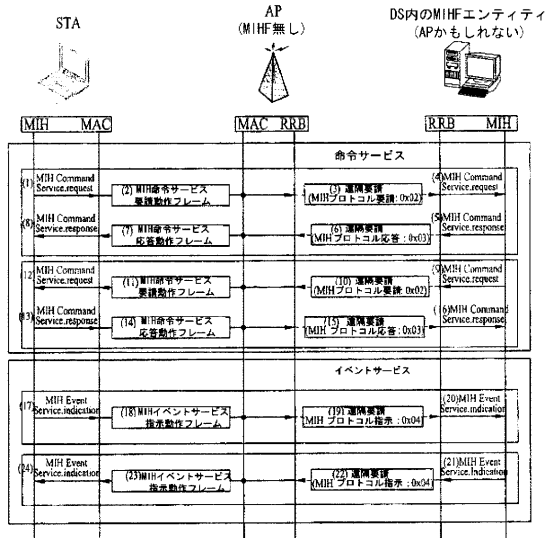 STA
AP
(MIHF無し)
DS内のMIHFエンティティ
(APかもしれない)
MIH MAC
MAC RRB
RRB MIH
命令サービス
(1) MIH Command
Service.request
(2) MIH命令サービス
要請動作フレーム
(3) 遠隔要請
(MIHプロトコル要請:0x02)
(4)MIH Command
Service.request
(8) MIH Command
Service.response
(7) MIH命令サービス
応答動作フレーム
(6) 遠隔要請
(MIHプロトコル応答:0x03)
(5)MIH Command
Service.response
(12) MIH Command
Service.request
(11) MIH命令サービス
要請動作フレーム
(10) 遠隔要請
(MIHプロトコル要請:0x02)
(9)MIH Command
Service.request
(13) MIH Command
Service.response
(14) MIH命令サービス
応答動作フレーム
(15) 遠隔要請
(MIHプロトコル応答:0x03)
(16)MIH Command
Service.response
イベントサービス
(17) MIH Event
Service.indication
(18)MIHイベントサービス
指示動作フレーム
(19) 遠隔要請
(MIH プロトコル指示:0x04)
(20)MIH Event
Service.indication
(24) MIH Event
Service.indication
(23)MIHイベントサービス
指示動作フレーム
(22) 遠隔要請
(MIH プロトコル指示:0x04)
(21)MIH Event
Service.Indication